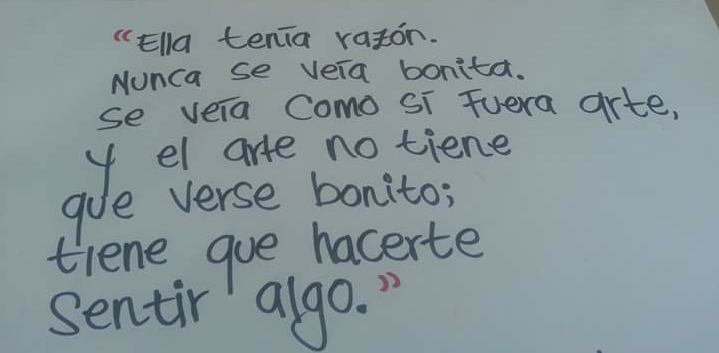 “Ella tenía razón.
Nunca se veía bonita.
se veía como sí fuera arte,
y el arte no tiene
que verse bonito;
tiene que hacerte
sentir algo.”